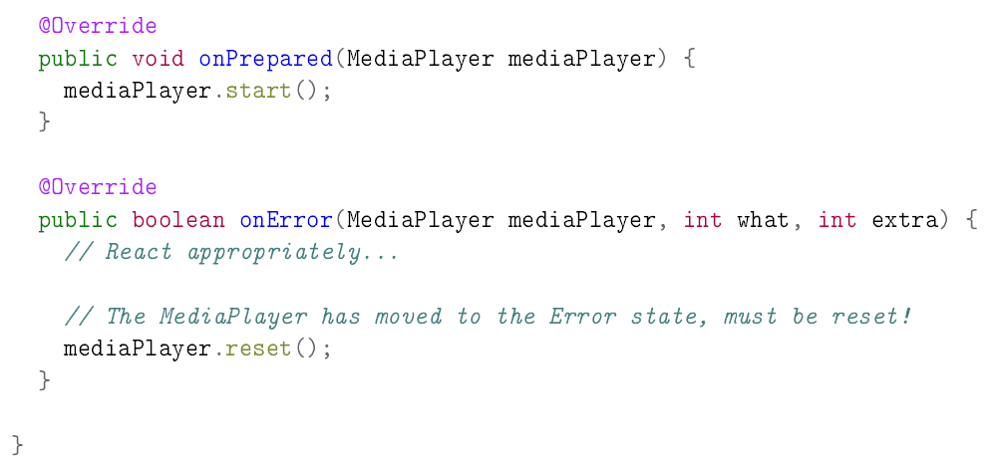 @Override
public void onPrepared(MediaPlayer mediaPlayer) {
mediaPlayer.start();
}
@Override
public boolean onError(MediaPlayer mediaPlayer, int what, int extra) {
// React appropriately...
// The MediaPlayer has moved to the Error state, must be reset!
mediaPlayer.reset();
}
}